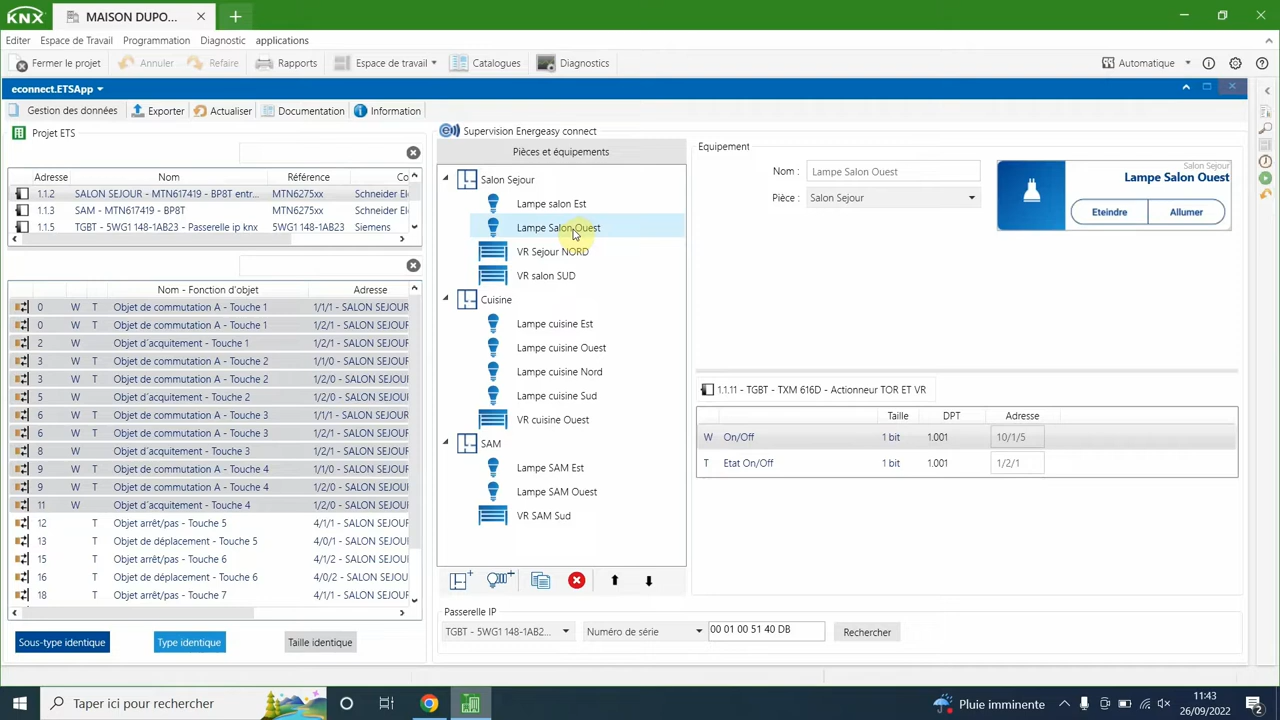 KNX MAISON DUPO...
Editer Espace de Travail Programmation Diagnostic applications
Fermer le projet Annuler Refaire Rapports Espace de travail Catalogues Diagnostics Automatique
econnect.ETSApp
Gestion des données Exporter Actualiser Documentation Information
Projet ETS
Adresse Nom Référence Co
1.1.2 SALON SEJOUR - MTN617419 - BP8T entr... MTN6275xx Schneider El
1.1.3 SAM - MTN617419 - BP8T MTN6275xx Schneider El
1.1.5 TGBT - 5WG1 148-1AB23 - Passerelle ip knx 5WG1148-1AB23 Siemens
Nom - Fonction d'objet Adresse
0 W T Objet de commutation A - Touche 1 1/1/1 - SALON SEJOUR
0 W T Objet de commutation A - Touche 1 1/2/1 - SALON SEJOUR
2 W Objet d´acquitement - Touche 1 1/2/1 - SALON SEJOUR
3 W T Objet de commutation A - Touche 2 1/1/0 - SALON SEJOUR
3 W T Objet de commutation A - Touche 2 1/2/0 - SALON SEJOUR
5 W Objet d´acquitement - Touche 2 1/2/0 - SALON SEJOUR
6 W T Objet de commutation A - Touche 3 1/1/1 - SALON SEJOUR
6 W T Objet de commutation A - Touche 3 1/2/1 - SALON SEJOUR
8 W Objet d´acquitement - Touche 3 1/2/1 - SALON SEJOUR
9 W T Objet de commutation A - Touche 4 1/1/0 - SALON SEJOUR
9 W T Objet de commutation A - Touche 4 1/2/0 - SALON SEJOUR
11 W Objet d´acquitement - Touche 4 1/2/0 - SALON SEJOUR
12 T Objet arrêt/pas - Touche 5 4/1/1 - SALON SEJOUR
13 T Objet de déplacement - Touche 5 4/0/1 - SALON SEJOUR
15 T Objet arrêt/pas - Touche 6 4/1/2 - SALON SEJOUR
16 T Objet de déplacement - Touche 6 4/0/2 - SALON SEJOUR
18 T Objet arrêt/pas - Touche 7 4/1/1 - SALON SEJOUR
Sous-type identique Type identique Taille identique
Supervision Energeasy connect
Pièces et équipements
Salon Sejour
Lampe salon Est
Lampe Salon Ouest
VR Sejour NORD
VR salon SUD
Cuisine
Lampe cuisine Est
Lampe cuisine Ouest
Lampe cuisine Nord
Lampe cuisine Sud
VR cuisine Ouest
SAM
Lampe SAM Est
Lampe SAM Ouest
VR SAM Sud
Passerelle IP
TGBT - 5WG1 148-1AB2... Numéro de série 00 01 00 51 40 DB Rechercher
Equipement
Nom : Lampe Salon Ouest
Pièce : Salon Sejour
Salon Sejour
Lampe Salon Ouest
Eteindre Allumer
1.1.11 - TGBT - TXM 616D - Actionneur TOR ET VR
Taille DPT Adresse
W On/Off 1 bit 1.001 10/1/5
T Etat On/Off 1 bit 1.001 1/2/1
Taper ici pour rechercher
Pluie imminente
11:43
26/09/2022
2